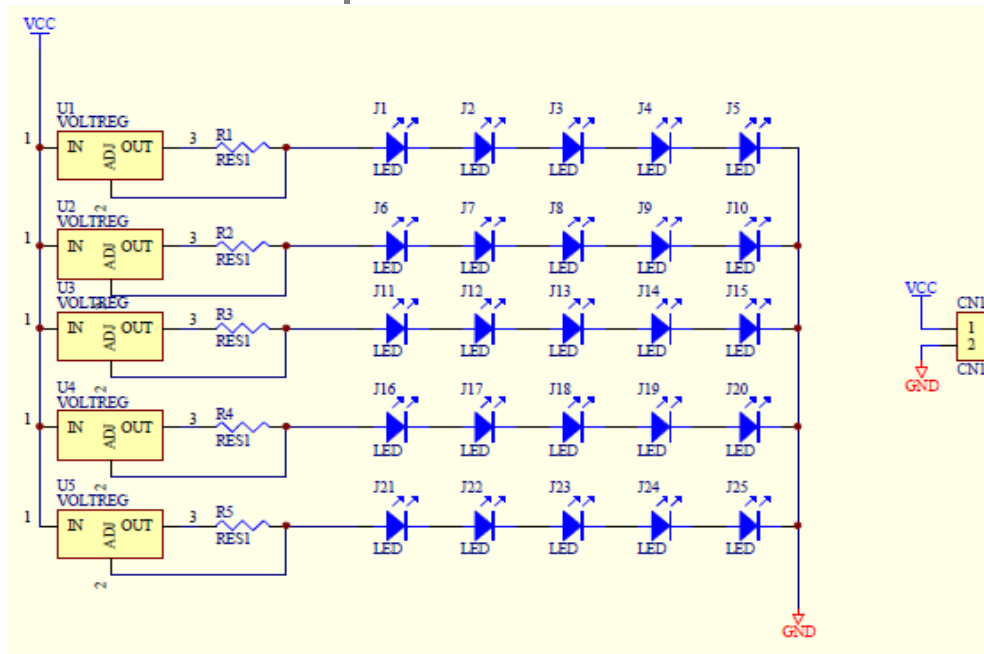 VCC
U1
VOLTREG
1 IN ADJ OUT 3
2
R1
RES1
J1 J2 J3 J4 J5
LED LED LED LED LED
U2
VOLTREG
1 IN ADJ OUT 3
R2
RES1
J6 J7 J8 J9 J10
LED LED LED LED LED
U3
VOLTREG
1 IN ADJ OUT 3
2
R3
RES1
J11 J12 J13 J14 J15
LED LED LED LED LED
U4
VOLTREG
1 IN ADJ OUT 3
2
R4
RES1
J16 J17 J18 J19 J20
LED LED LED LED LED
U5
VOLTREG
1 IN ADJ OUT 3
2
R5
RES1
J21 J22 J23 J24 J25
LED LED LED LED LED
GND
VCC
CN1
1
2
CN1
GND